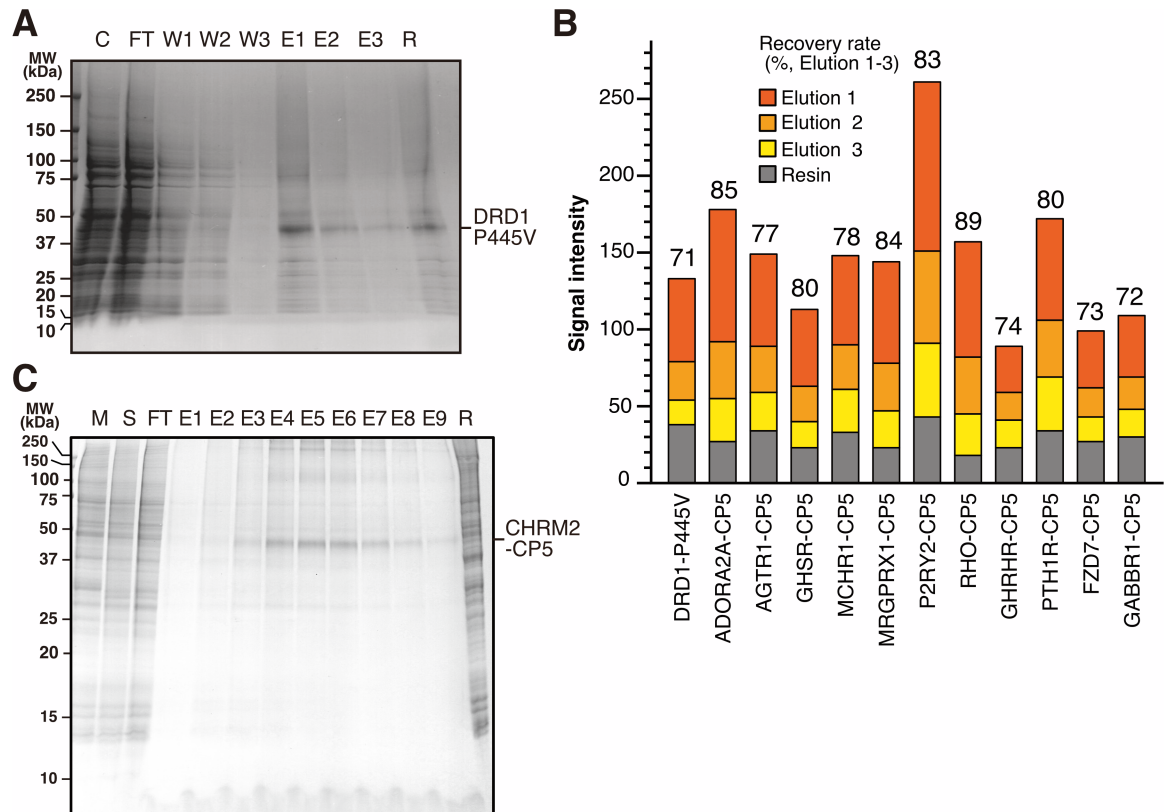 A
C FT W1 W2 W3 E1 E2 E3 R
MW
(kDa)
250
150
100
75
50
37
25
20
15
10
DRD1
P445V
B
Recovery rate
(%, Elution 1-3)
Elution 1
Elution 2
Elution 3
Resin
Signal intensity
250
200
150
100
50
0
71
85
77
80
78
84
83
89
74
80
73
72
DRD1-P445V
ADORA2A-CP5
AGTR1-CP5
GHSR-CP5
MCHR1-CP5
MRGPRX1-CP5
P2RY2-CP5
RHO-CP5
GHRHR-CP5
PTH1R-CP5
FZD7-CP5
GABBR1-CP5
C
M S FT E1 E2 E3 E4 E5 E6 E7 E8 E9 R
MW
(kDa)
250
150
100
75
50
37
25
20
15
10
CHRM2
-CP5